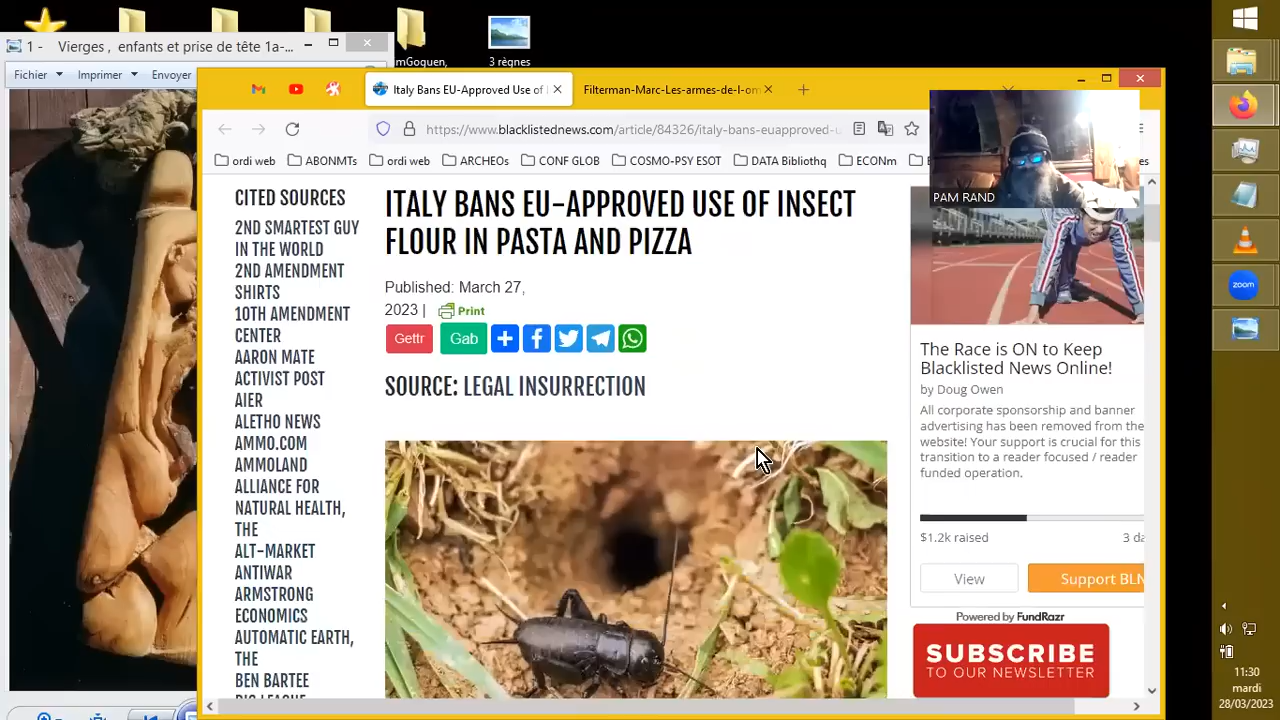 mGoquen,
3 règnes
1 - Vierges , enfants et prise de tête 1a-...
Fichier
Imprimer
Envoyer
Italy Bans EU-Approved Use of
Filterman-Marc-Les-armes-de-l-om
https://www.blacklistednews.com/article/84326/italy-bans-euapproved-u
ordi web
ABONMTs
ordi web
ARCHEOs
CONF GLOB
COSMO-PSY ESOT
DATA Bibliothq
ECONm
PAM RAND
CITED SOURCES
2ND SMARTEST GUY
IN THE WORLD
2ND AMENDMENT
SHIRTS
10TH AMENDMENT
CENTER
AARON MATE
ACTIVIST POST
AIER
ALETHO NEWS
AMMO.COM
AMMOLAND
ALLIANCE FOR
NATURAL HEALTH,
THE
ALT-MARKET
ANTIWAR
ARMSTRONG
ECONOMICS
AUTOMATIC EARTH,
THE
BEN BARTEE
ITALY BANS EU-APPROVED USE OF INSECT
FLOUR IN PASTA AND PIZZA
Published: March 27,
2023 |
Print
Gettr
Gab
SOURCE: LEGAL INSURRECTION
The Race is ON to Keep
Blacklisted News Online!
by Doug Owen
All corporate sponsorship and banner
advertising has been removed from the
website! Your support is crucial for this
transition to a reader focused / reader
funded operation.
$1.2k raised
3 da
View
Support BLN
Powered by FundRazr
SUBSCRIBE
TO OUR NEWSLETTER
zoom
11:30
mardi
28/03/2023